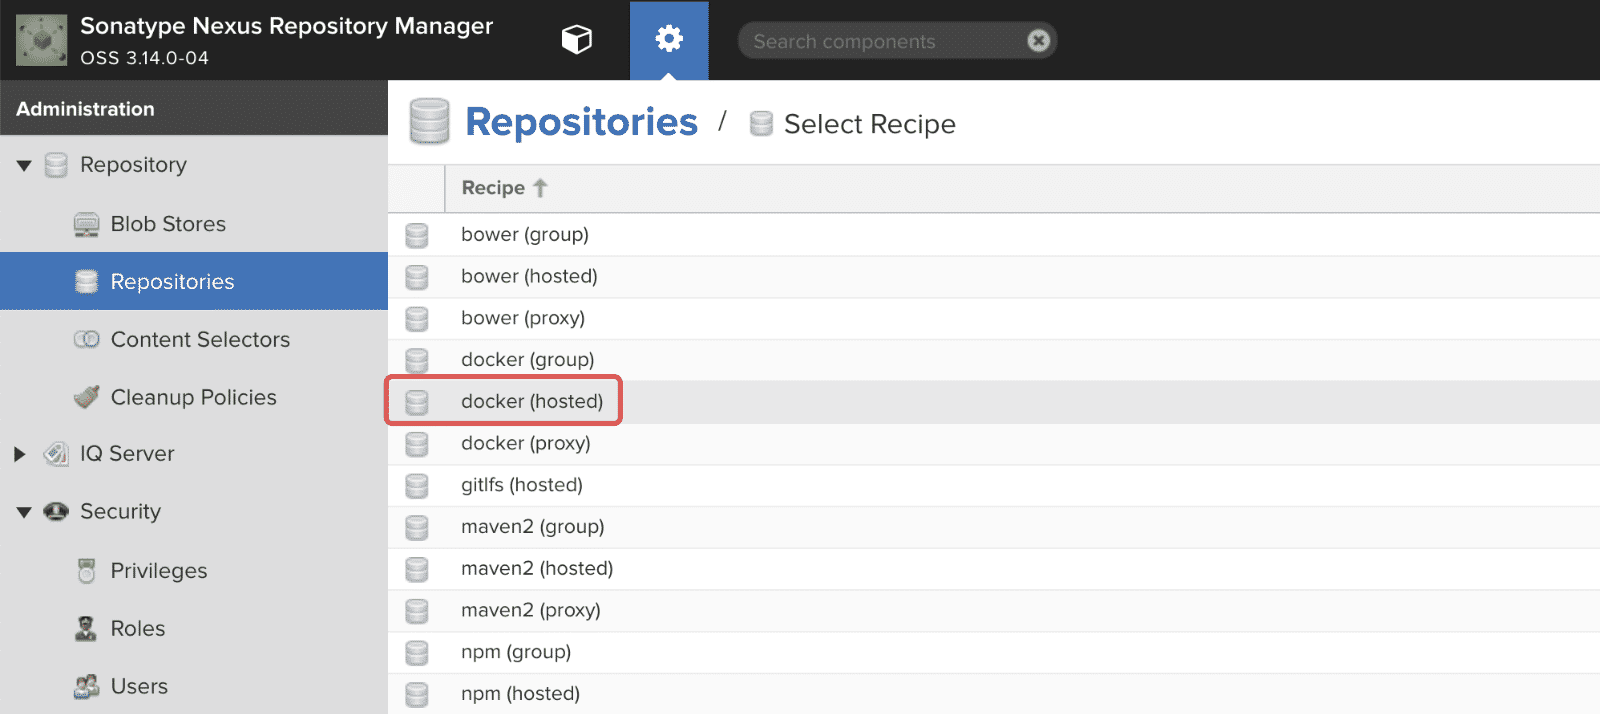 Sonatype Nexus Repository Manager
OSS 3.14.0-04
Search components
Administration
Repository
Blob Stores
Repositories
Content Selectors
Cleanup Policies
IQ Server
Security
Privileges
Roles
Users
Repositories / Select Recipe
Recipe
bower (group)
bower (hosted)
bower (proxy)
docker (group)
docker (hosted)
docker (proxy)
gitlfs (hosted)
maven2 (group)
maven2 (hosted)
maven2 (proxy)
npm (group)
npm (hosted)